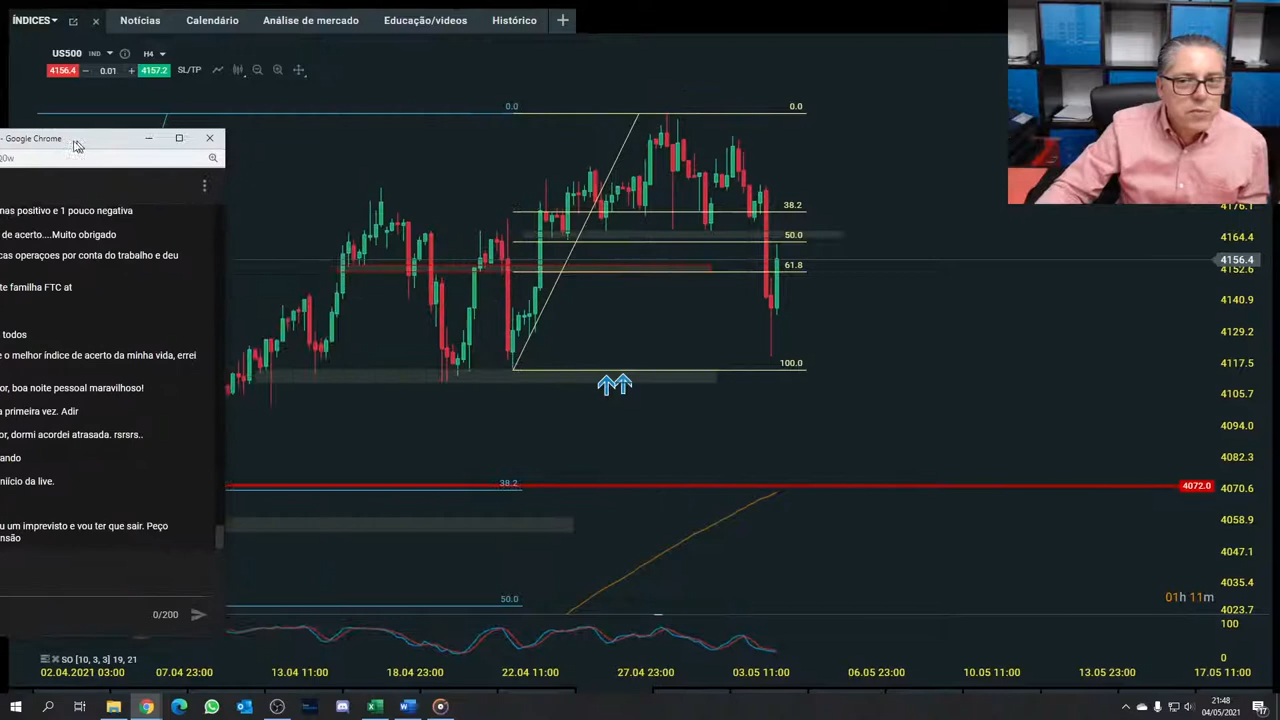 ÍNDICES
Notícias
Calendário
Análise de mercado
Educação/videos
Histórico
US500 IND H4
4156.4 0.01 4157.2 SL/TP
0.0
0.0
- Google Chrome
mas positivo e 1 pouco negativa
de acerto....Muito obrigado
cas operaçoes por conta do trabalho e deu
te familha FTC at
todos
e o melhor índice de acerto da minha vida, errei
or, boa noite pessoal maravilhoso!
a primeira vez. Adir
or, dormi acordei atrasada. rsrsrs..
ando
nício da live.
u um imprevisto e vou ter que sair. Peço
nsão
0/200
38.2
50.0
61.8
100.0
38.2
50.0
4176.1
4164.4
4156.4
4152.6
4140.9
4129.2
4117.5
4105.7
4094.0
4082.3
4072.0
4070.6
4058.9
4047.1
4035.4
4023.7
01h 11m
100
0
SO [10, 3, 3] 19, 21
02.04.2021 03:00
07.04 23:00
13.04 11:00
18.04 23:00
22.04 11:00
27.04 23:00
03.05 11:00
06.05 23:00
13.05 23:00
17.05 11:00
21:48
04/05/2021
17